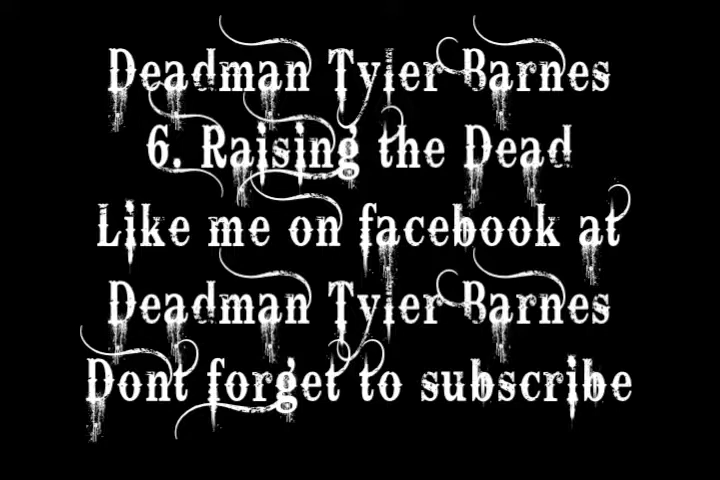 Deadman Tyler Barnes
6. Raising the Dead
Like me on facebook at
Deadman Tyler Barnes
Dont forget to subscribe